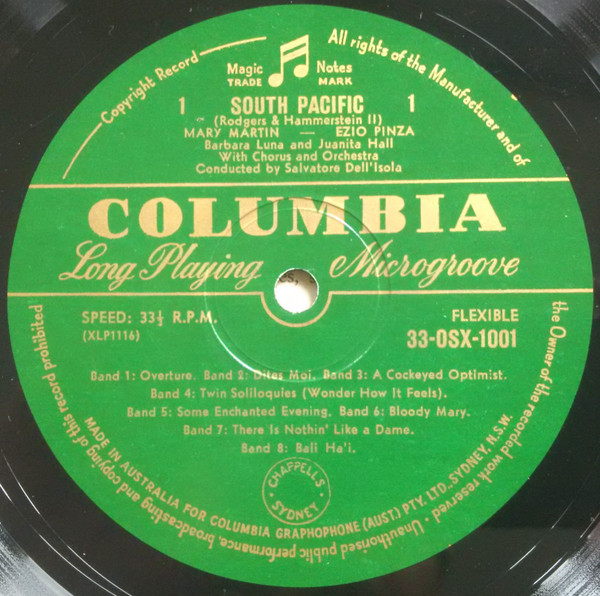 Copyright Record
All rights of the Manufacturer and of
the Owner of the recorded work reserved · Unauthorised public performance, broadcasting and copying of this record prohibited
Magic Notes
TRADE MARK
1 SOUTH PACIFIC 1
(Rodgers & Hammerstein II)
MARY MARTIN — EZIO PINZA
Barbara Luna and Juanita Hall
With Chorus and Orchestra
Conducted by Salvatore Dell'Isola
COLUMBIA
Long Playing Microgroove
SPEED: 33⅓ R.P.M.
FLEXIBLE
(XLP1116)
33-OSX-1001
Band 1: Overture. Band 2: Dites Moi. Band 3: A Cockeyed Optimist.
Band 4: Twin Solloquies (Wonder How It Feels).
Band 5: Some Enchanted Evening. Band 6: Bloody Mary.
Band 7: There Is Nothin' Like a Dame.
Band 8: Bali Ha'i.
CHAPPELLS
SYDNEY
MADE IN AUSTRALIA FOR COLUMBIA GRAPHOPHONE (AUST) PTY. LTD., SYDNEY, N.S.W.